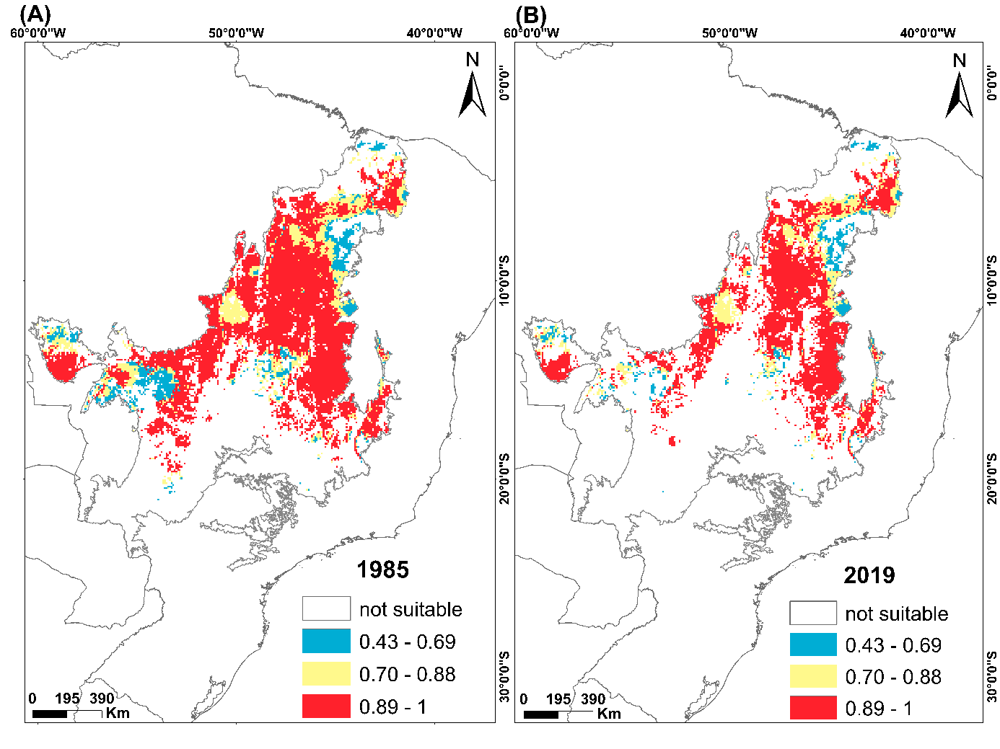 (A)
60°0'0"W 50°0'0"W 40°0'0"W
N
0°0'0"
10°0'0"S
20°0'0"S
30°0'0"S
1985
not suitable
0.43 - 0.69
0.70 - 0.88
0.89 - 1
0 195 390
Km
(B)
60°0'0"W 50°0'0"W 40°0'0"W
N
0°0'0"
10°0'0"S
20°0'0"S
30°0'0"S
2019
not suitable
0.43 - 0.69
0.70 - 0.88
0.89 - 1
0 195 390
Km